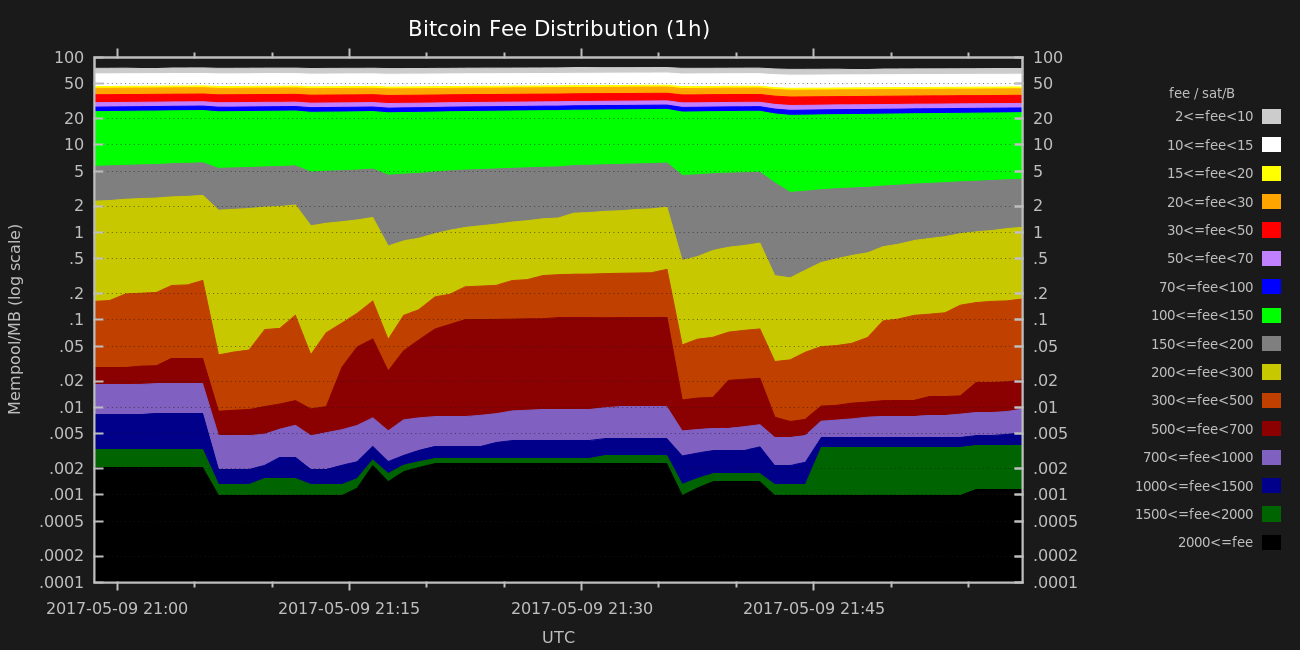 Bitcoin Fee Distribution (1h)
100 100
50 50
20 20
10 10
5 5
2 2
1 1
.5 .5
.2 .2
.1 .1
.05 .05
.02 .02
.01 .01
.005 .005
.002 .002
.001 .001
.0005 .0005
.0002 .0002
.0001 .0001
Mempool/MB (log scale)
2017-05-09 21:00 2017-05-09 21:15 2017-05-09 21:30 2017-05-09 21:45
UTC
fee / sat/B
2<=fee<10
10<=fee<15
15<=fee<20
20<=fee<30
30<=fee<50
50<=fee<70
70<=fee<100
100<=fee<150
150<=fee<200
200<=fee<300
300<=fee<500
500<=fee<700
700<=fee<1000
1000<=fee<1500
1500<=fee<2000
2000<=fee